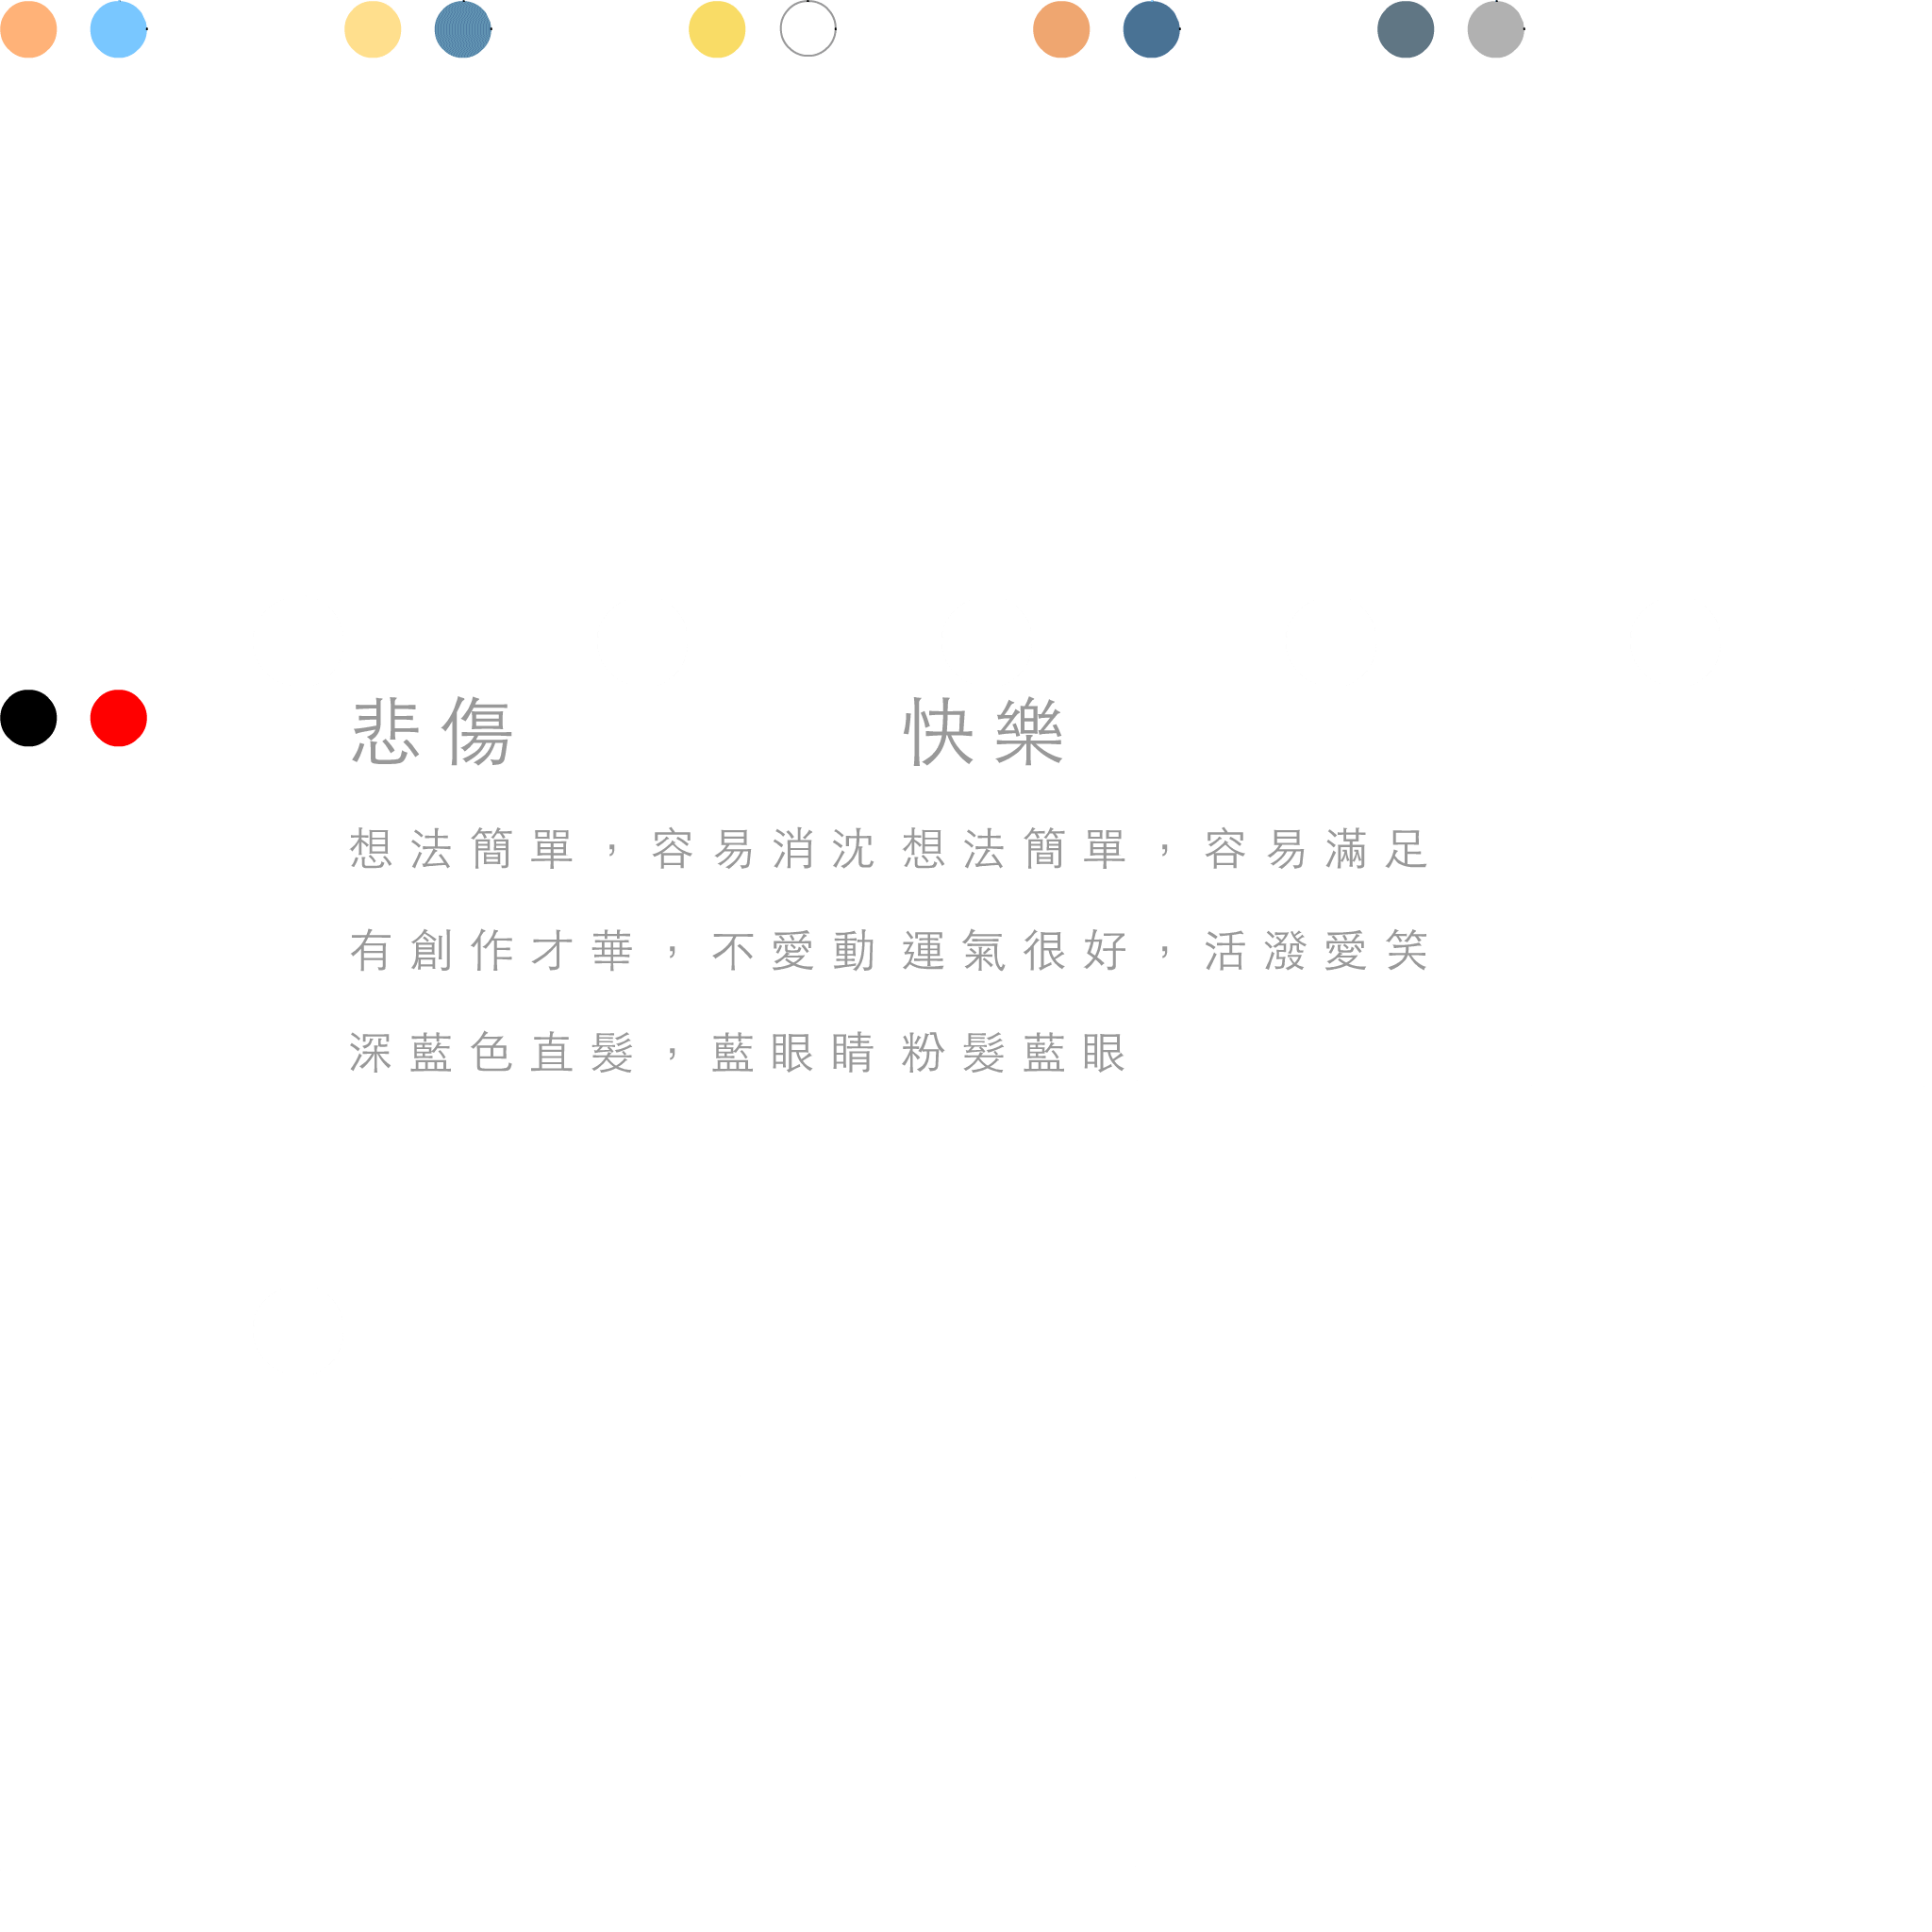 悲傷
想法簡單，容易消沈
有創作才華，不愛動
深藍色直髮，藍眼睛
快樂
想法簡單，容易滿足
運氣很好，活潑愛笑
粉髮藍眼